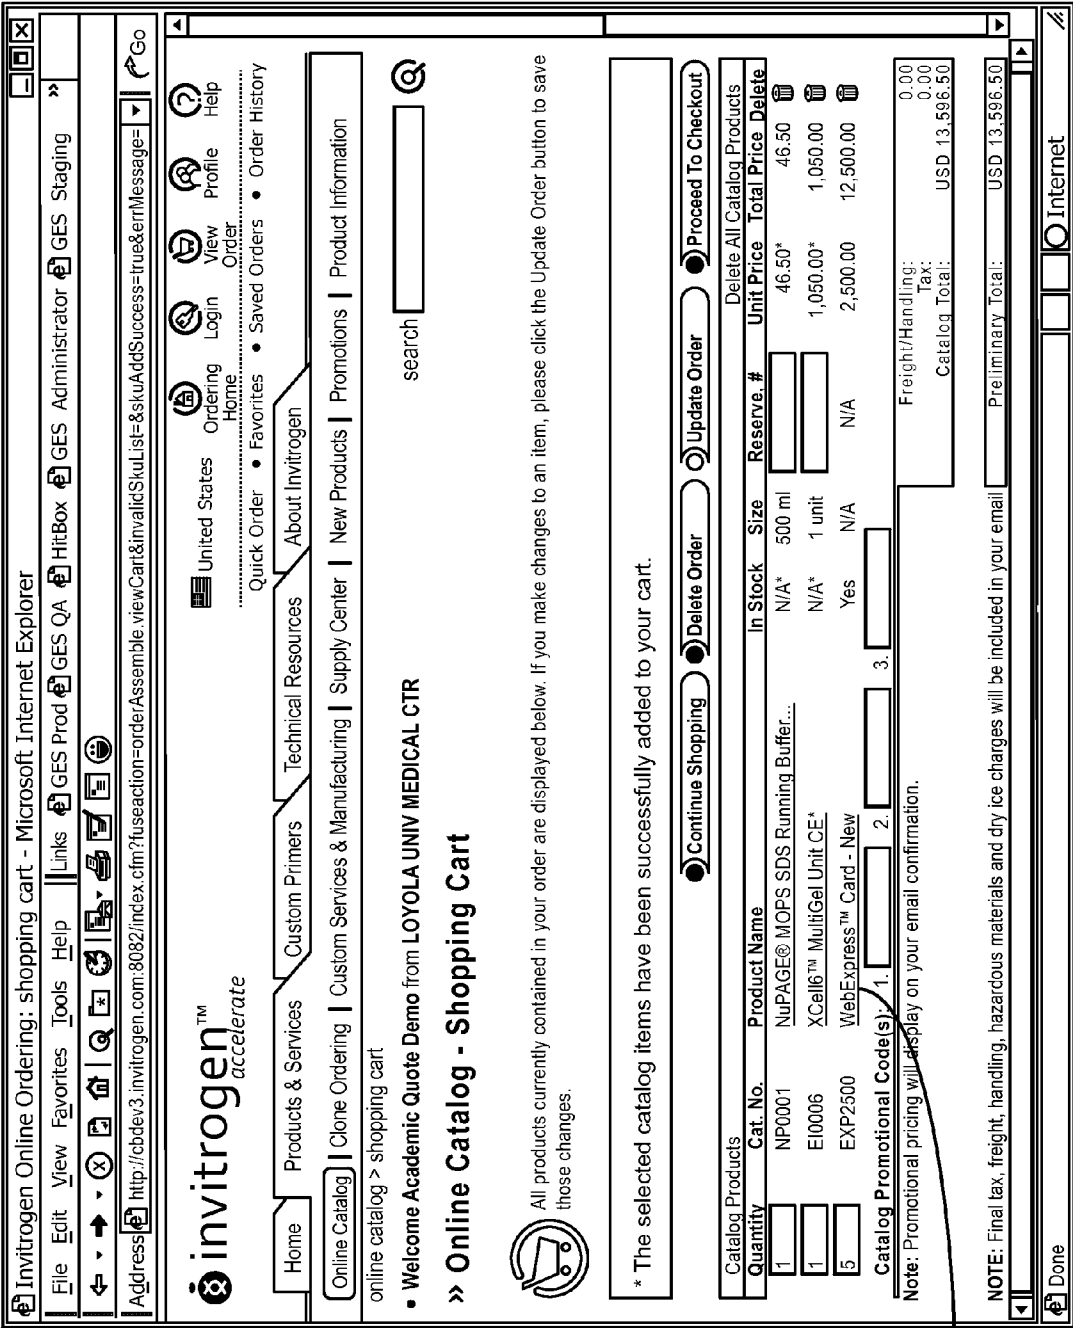 Invitrogen Online Ordering: shopping cart - Microsoft Internet Explorer
File Edit View Favorites Tools Help Links GES Prod GES QA HitBox GES Administrator GES Staging »
Address http://cbdev3.invitrogen.com:8082/index.cfm?fuseaction=orderAssemble.viewCart&invalidSkuList=&skuAddSuccess=true&errMessage= Go
invitrogen™
accelerate
United States
Ordering Home
Login
View Order
Profile
Help
Quick Order • Favorites • Saved Orders • Order History
Home Products & Services Custom Primers Technical Resources About Invitrogen
Online Catalog | Clone Ordering | Custom Services & Manufacturing | Supply Center | New Products | Promotions | Product Information
online catalog > shopping cart
search
• Welcome Academic Quote Demo from LOYOLA UNIV MEDICAL CTR
» Online Catalog - Shopping Cart
All products currently contained in your order are displayed below. If you make changes to an item, please click the Update Order button to save
those changes.
* The selected catalog items have been successfully added to your cart.
Continue Shopping Delete Order Update Order Proceed To Checkout
Catalog Products Delete All Catalog Products
Quantity Cat. No. Product Name In Stock Size Reserve, # Unit Price Total Price Delete
1 NP0001 NuPAGE® MOPS SDS Running Buffer... N/A* 500 ml 46.50* 46.50
1 EI0006 XCell6™ MultiGel Unit CE* N/A* 1 unit 1,050.00* 1,050.00
5 EXP2500 WebExpress™ Card - New Yes N/A N/A 2,500.00 12,500.00
Catalog Promotional Code(s): 1. 2. 3.
Note: Promotional pricing will display on your email confirmation.
Freight/Handling: 0.00
Tax: 0.00
Catalog Total: USD 13,596.50
Preliminary Total: USD 13,596.50
NOTE: Final tax, freight, handling, hazardous materials and dry ice charges will be included in your email
Done Internet